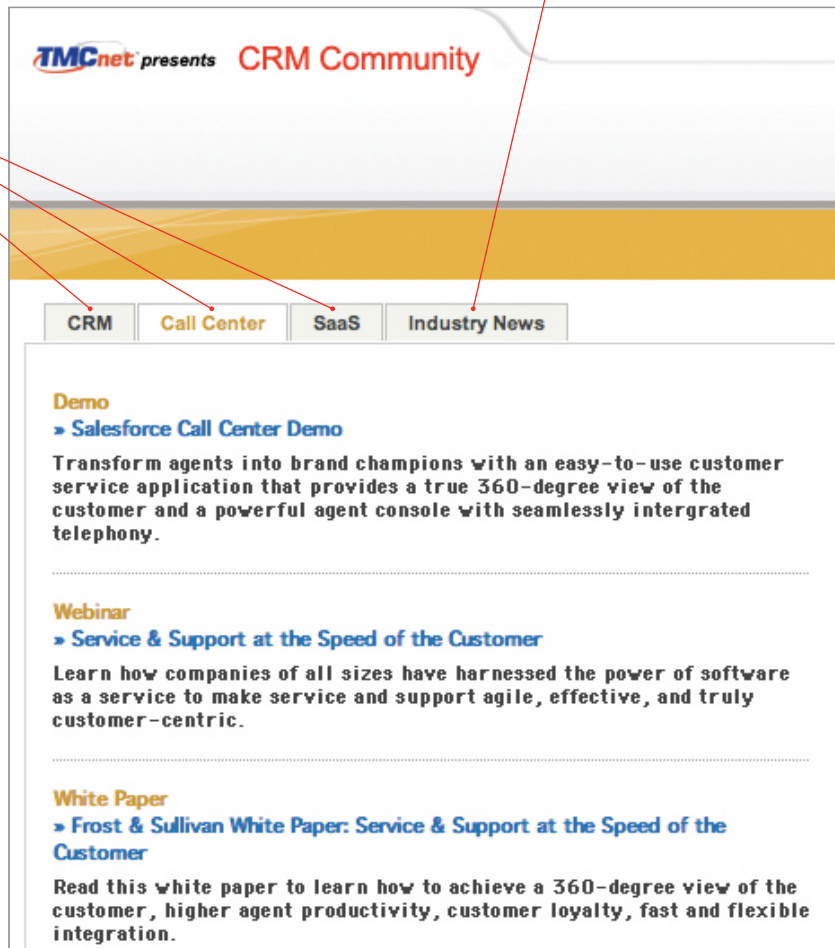 TMCnet presents CRM Community
CRM Call Center SaaS Industry News
Demo
» Salesforce Call Center Demo
Transform agents into brand champions with an easy-to-use customer
service application that provides a true 360-degree view of the
customer and a powerful agent console with seamlessly intergrated
telephony.
Webinar
» Service & Support at the Speed of the Customer
Learn how companies of all sizes have harnessed the power of software
as a service to make service and support agile, effective, and truly
customer-centric.
White Paper
» Frost & Sullivan White Paper: Service & Support at the Speed of the
Customer
Read this white paper to learn how to achieve a 360-degree view of the
customer, higher agent productivity, customer loyalty, fast and flexible
integration.